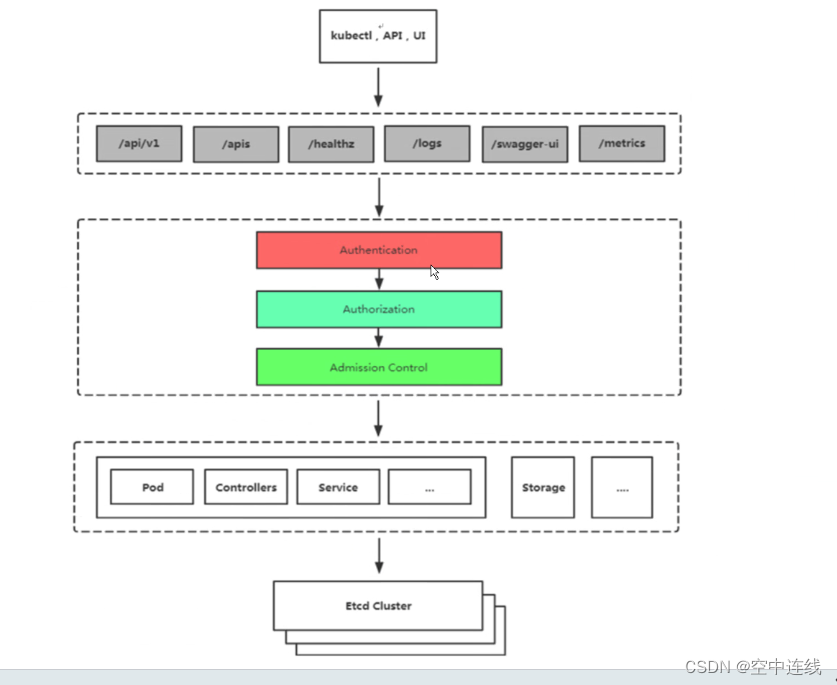 kubectl , API , UI
/api/v1 /apis /healthz /logs /swagger-ui /metrics
Authentication
Authorization
Admission Control
Pod Controllers Service ... Storage ....
Etcd Cluster
CSDN @空中连线